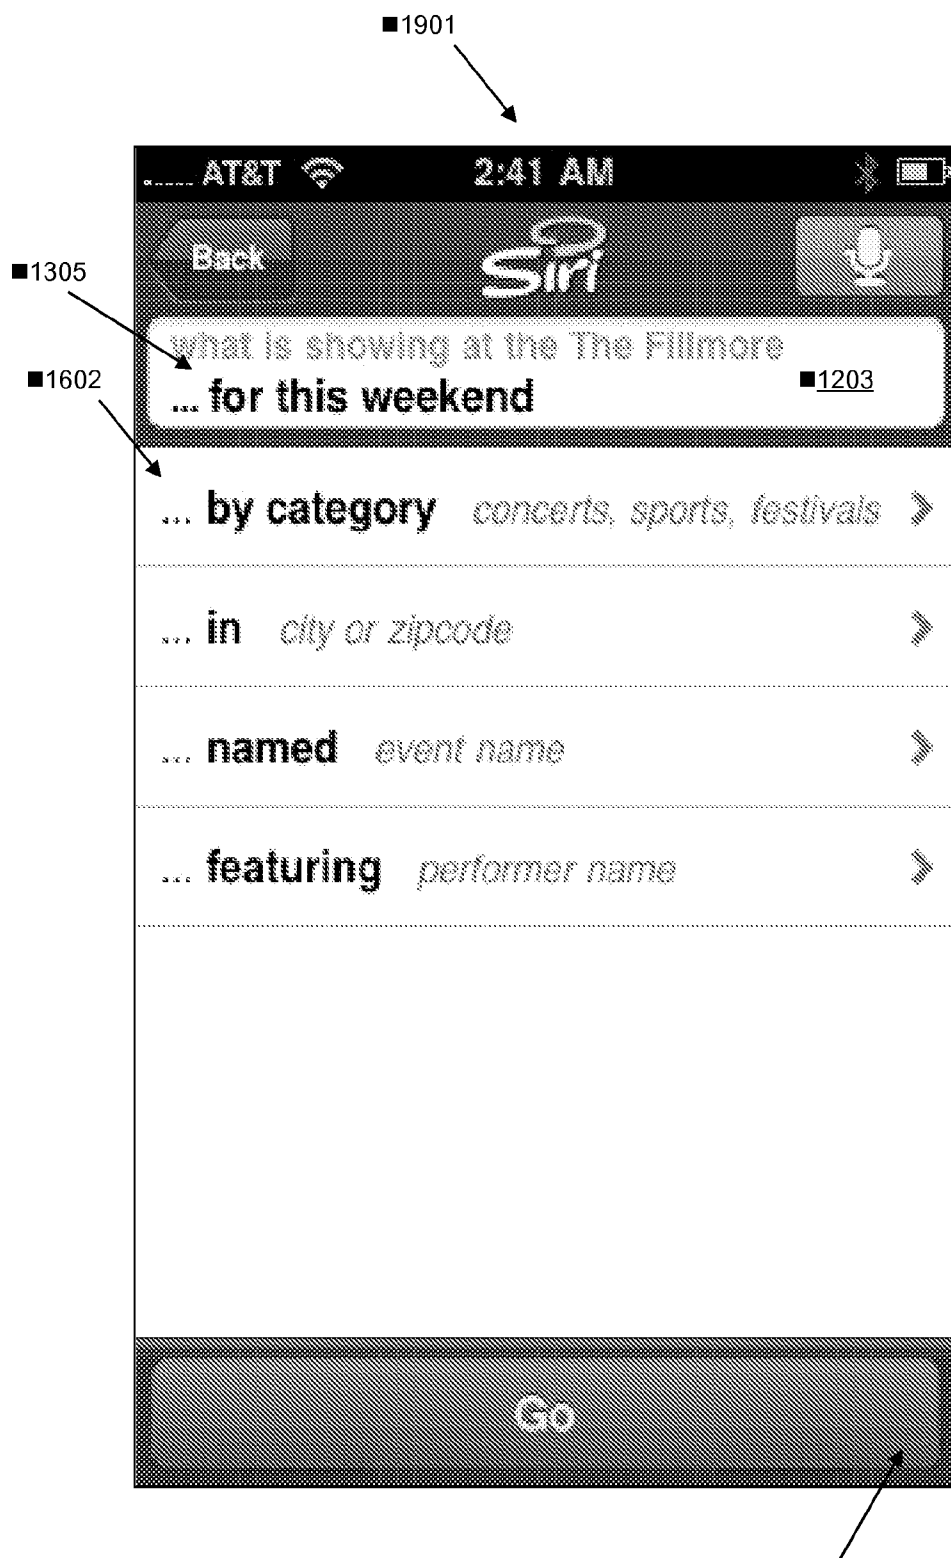 ■1901
..... AT&T 2:41 AM
Back Siri
■1305
what is showing at the The Fillmore
■1602
... for this weekend ■1203
... by category concerts, sports, festivals
... in city or zipcode
... named event name
... featuring performer name
Go